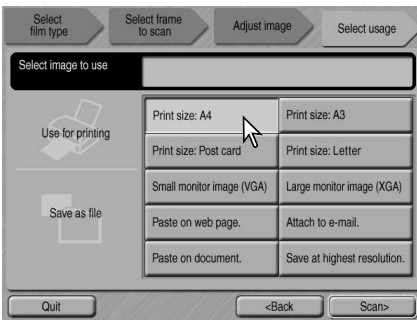 Select
film type
Select frame
to scan
Adjust image
Select usage
Select image to use
Use for printing
Save as file
Print size: A4
Print size: A3
Print size: Post card
Print size: Letter
Small monitor image (VGA)
Large monitor image (XGA)
Paste on web page.
Attach to e-mail.
Paste on document.
Save at highest resolution.
Quit
<Back
Scan>